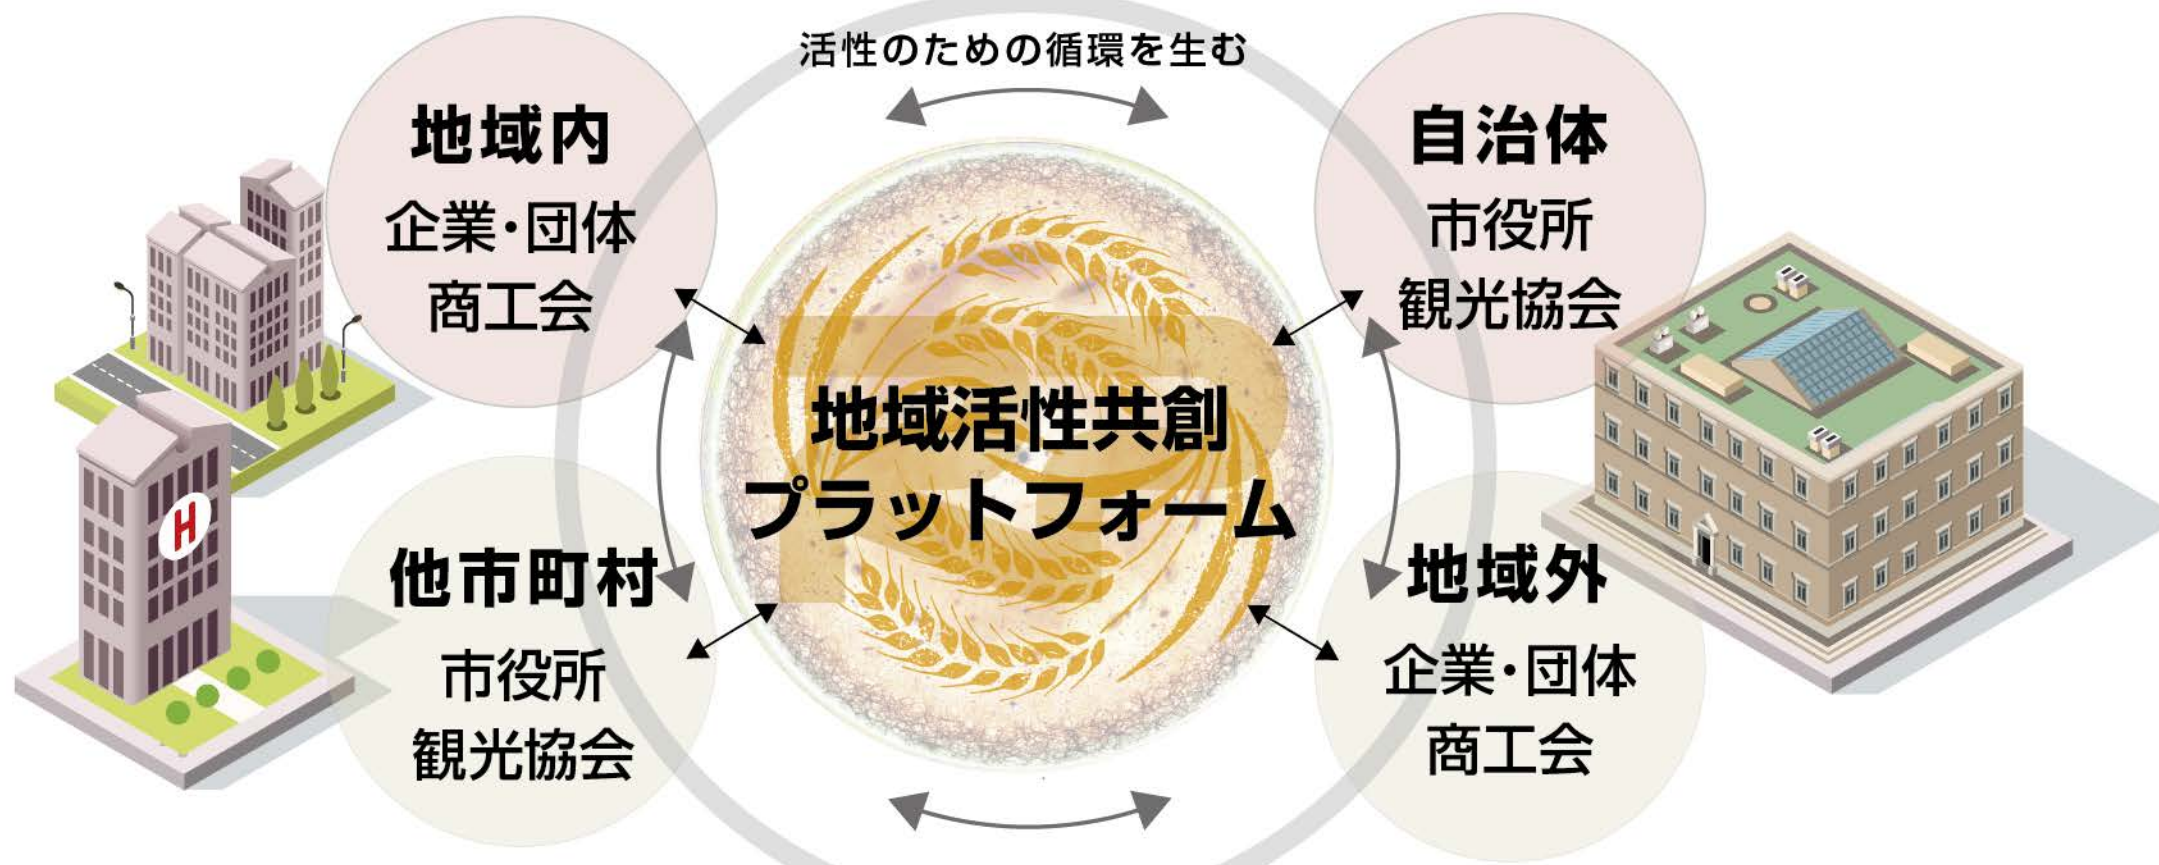 活性のための循環を生む
地域内
企業・団体
商工会
自治体
市役所
観光協会
地域活性共創
プラットフォーム
他市町村
市役所
観光協会
地域外
企業・団体
商工会
H